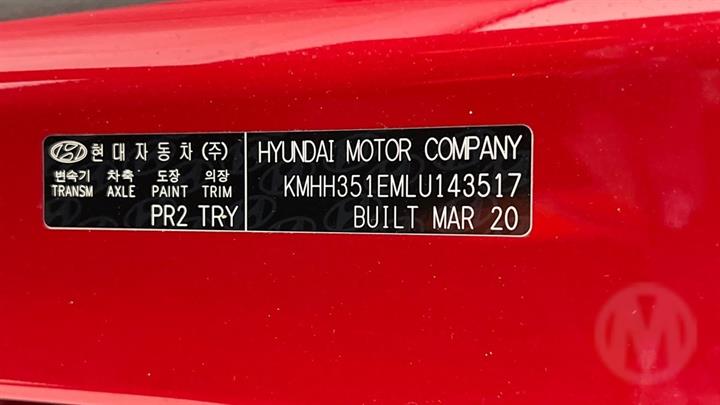 현대자동차(주)
변속기 차축 도장 의장
TRANSM AXLE PAINT TRIM
PR2 TRY
HYUNDAI MOTOR COMPANY
KMHH351EMLU143517
BUILT MAR 20
M